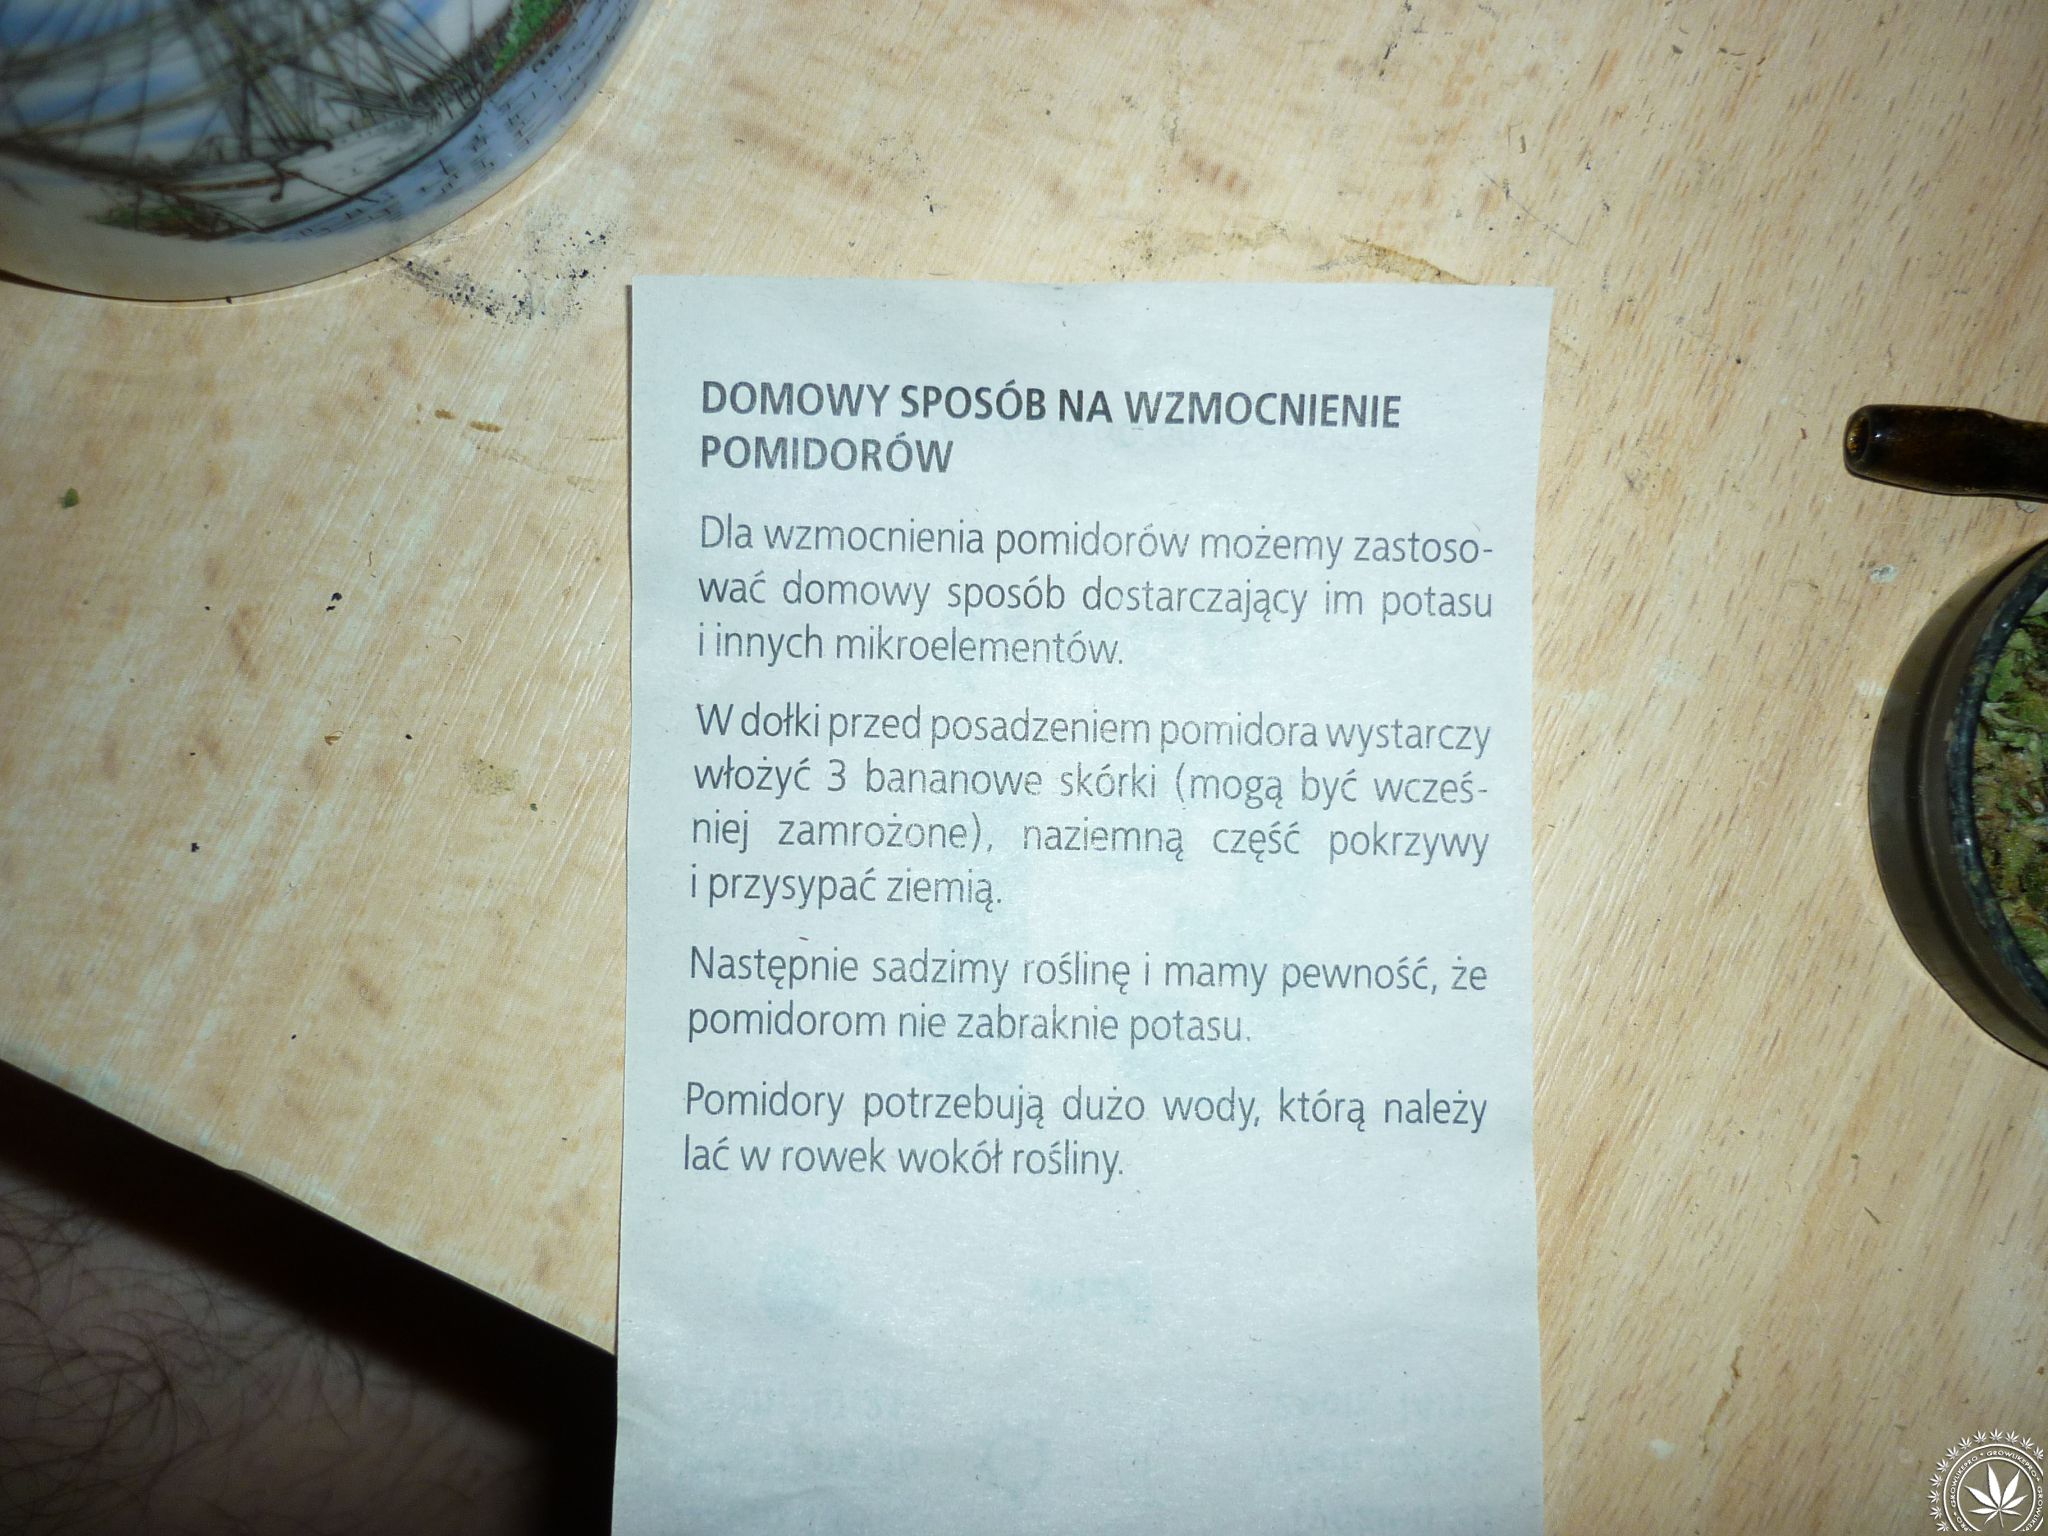 DOMOWY SPOSÓB NA WZMOCNIENIE
POMIDORÓW
Dla wzmocnienia pomidorów możemy zastoso-
wać domowy sposób dostarczający im potasu
i innych mikroelementów.
W dołki przed posadzeniem pomidora wystarczy
włożyć 3 bananowe skórki (mogą być wcześ-
niej zamrożone), naziemną część pokrzywy
i przysypać ziemią.
Następnie sadzimy roślinę i mamy pewność, że
pomidorom nie zabraknie potasu.
Pomidory potrzebują dużo wody, którą należy
lać w rowek wokół rośliny.
GROWLIKEPRO